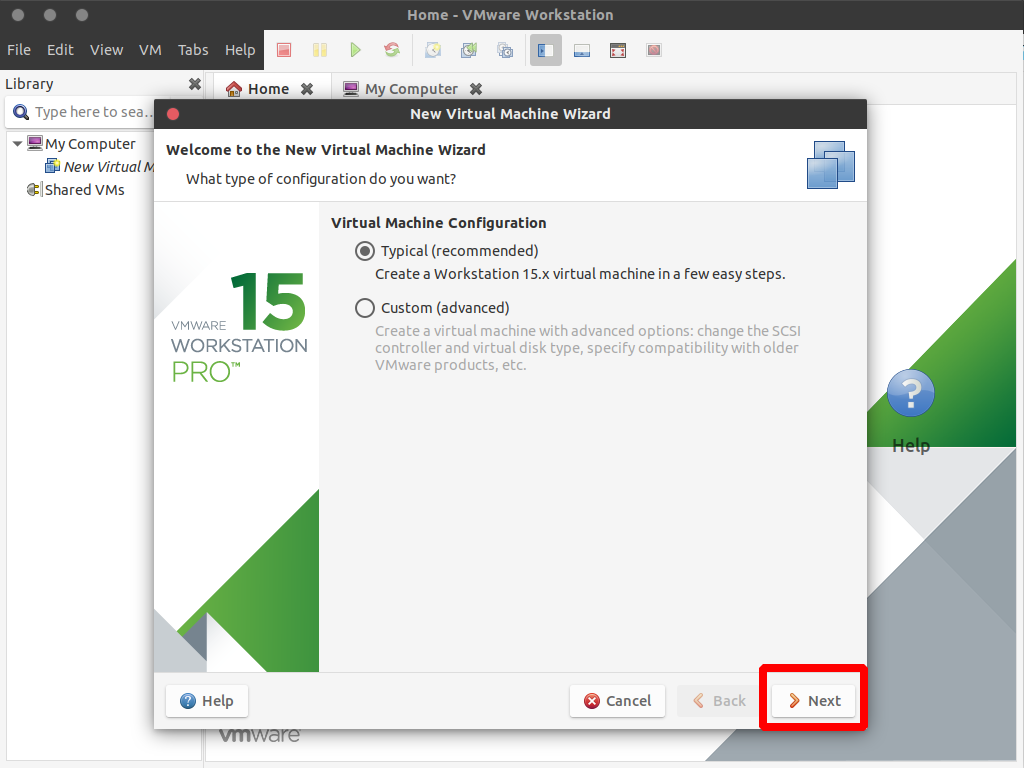 Home - VMware Workstation
File Edit View VM Tabs Help
Library
Home
My Computer
Type here to sea...
My Computer
New Virtual M
Shared VMs
New Virtual Machine Wizard
Welcome to the New Virtual Machine Wizard
What type of configuration do you want?
15
VMWARE
WORKSTATION
PRO™
Virtual Machine Configuration
Typical (recommended)
Create a Workstation 15.x virtual machine in a few easy steps.
Custom (advanced)
Create a virtual machine with advanced options: change the SCSI
controller and virtual disk type, specify compatibility with older
VMware products, etc.
Help
Help
Cancel
Back
Next
vmware